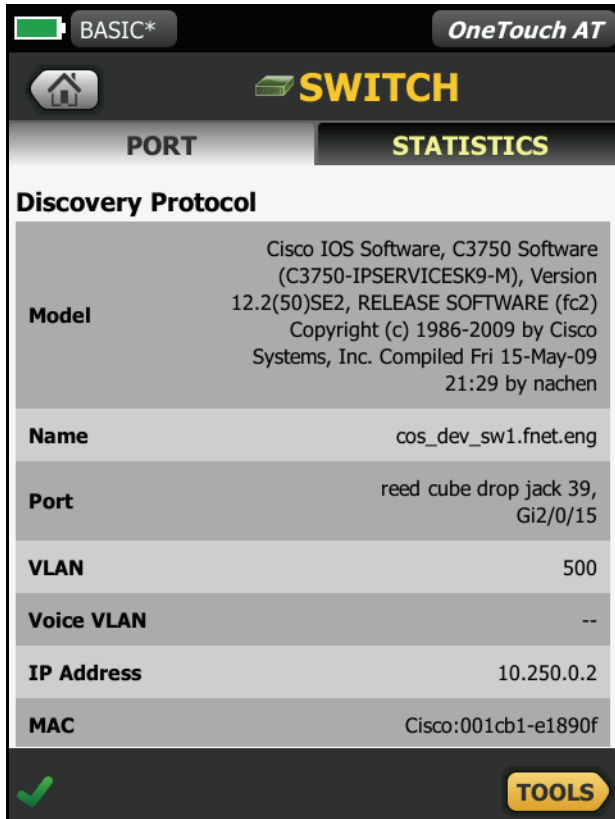 BASIC*
OneTouch AT
SWITCH
PORT
STATISTICS
Discovery Protocol
Model
Cisco IOS Software, C3750 Software
(C3750-IPSERVICESK9-M), Version
12.2(50)SE2, RELEASE SOFTWARE (fc2)
Copyright (c) 1986-2009 by Cisco
Systems, Inc. Compiled Fri 15-May-09
21:29 by nachen
Name
cos_dev_sw1.fnet.eng
Port
reed cube drop jack 39,
Gi2/0/15
VLAN
500
Voice VLAN
--
IP Address
10.250.0.2
MAC
Cisco:001cb1-e1890f
TOOLS